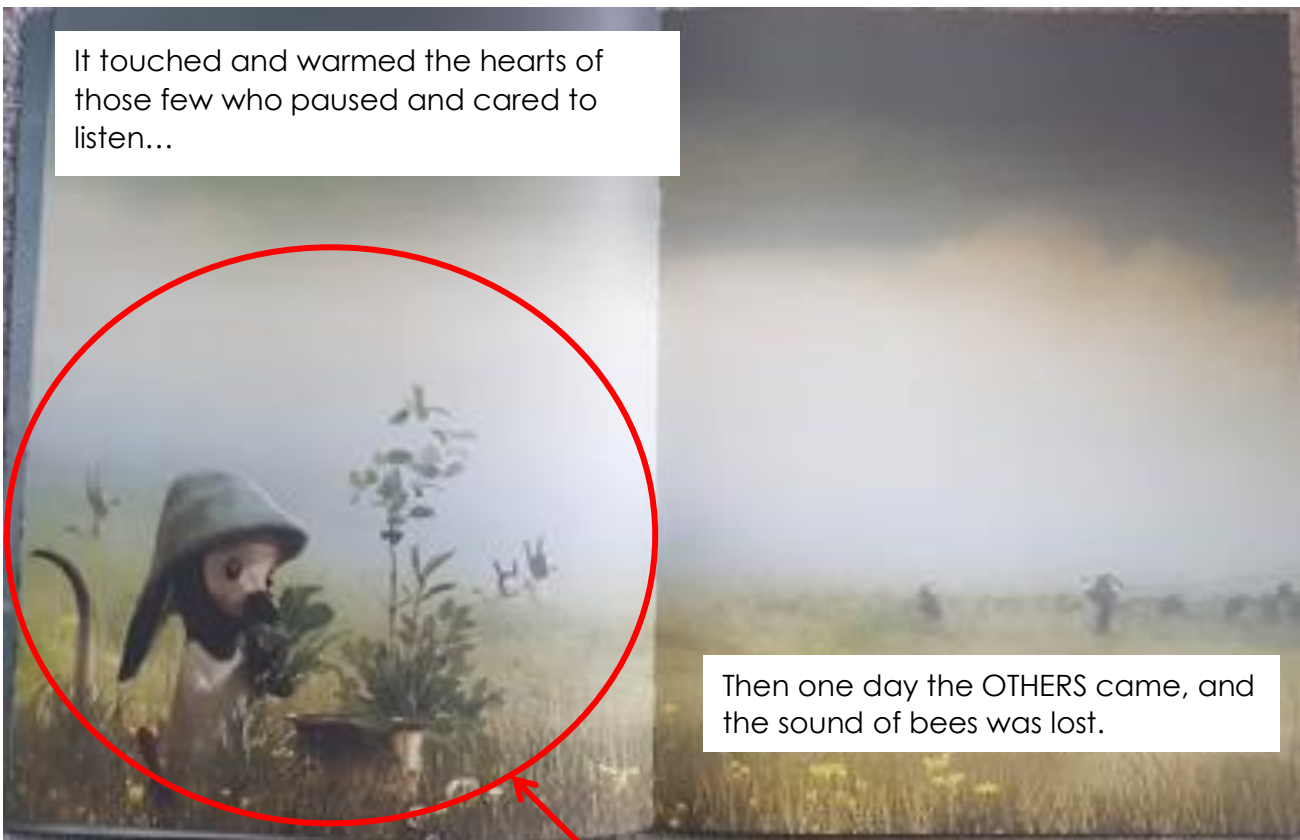 It touched and warmed the hearts of
those few who paused and cared to
listen…
Then one day the OTHERS came, and
the sound of bees was lost.